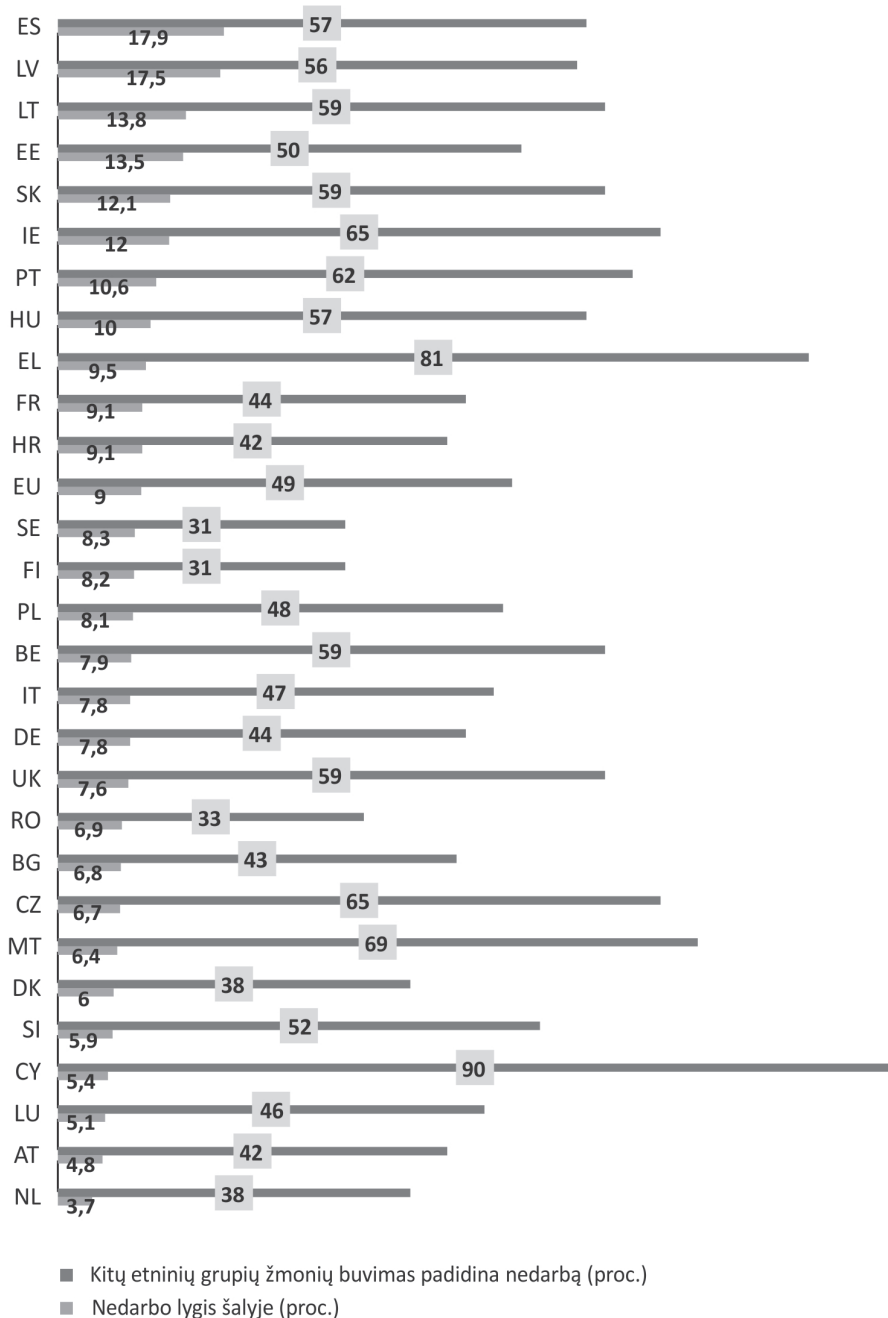 ES 57
17,9
LV 56
17,5
LT 59
13,8
EE 50
13,5
SK 59
12,1
IE 65
12
PT 62
10,6
HU 57
10
EL 81
9,5
FR 44
9,1
HR 42
9,1
EU 49
9
SE 31
8,3
FI 31
8,2
PL 48
8,1
BE 59
7,9
IT 47
7,8
DE 44
7,8
UK 59
7,6
RO 33
6,9
BG 43
6,8
CZ 65
6,7
MT 69
6,4
DK 38
6
SI 52
5,9
CY 90
5,4
LU 46
5,1
AT 42
4,8
NL 38
3,7
Kitų etninių grupių žmonių buvimas padidina nedarbą (proc.)
Nedarbo lygis šalyje (proc.)